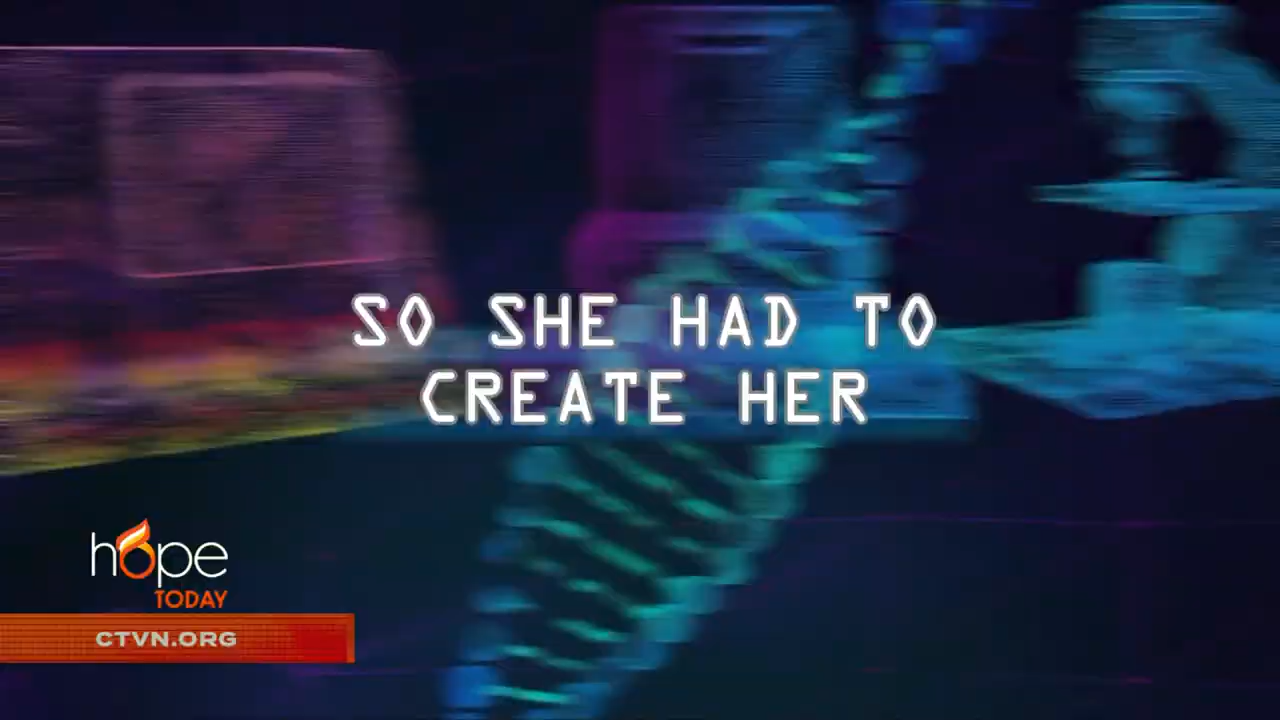 SO SHE HAD TO
CREATE HER
hope
TODAY
CTVN.ORG